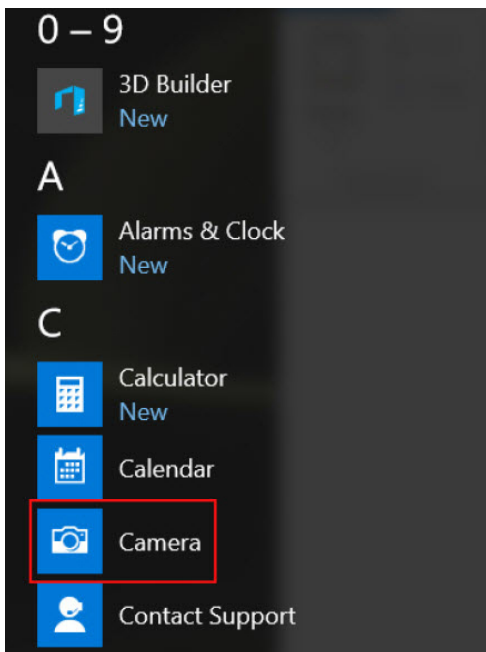 0 – 9
3D Builder
New
A
Alarms & Clock
New
C
Calculator
New
Calendar
Camera
Contact Support